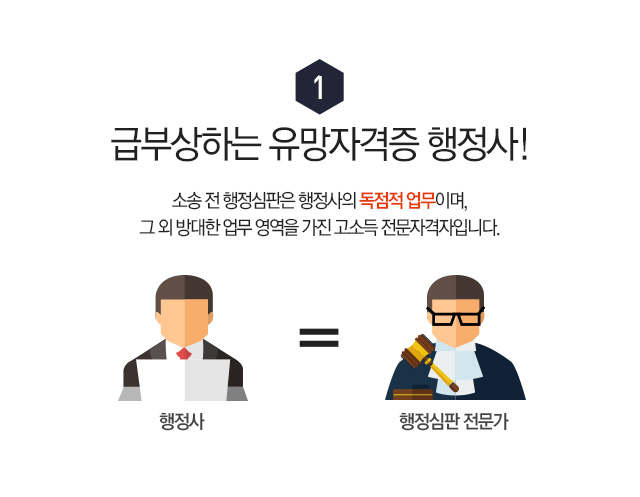 1
급부상하는 유망자격증 행정사!
소송 전 행정심판은 행정사의 독점적 업무이며,
그 외 방대한 업무 영역을 가진 고소득 전문자격자입니다.
=
행정사
행정심판 전문가